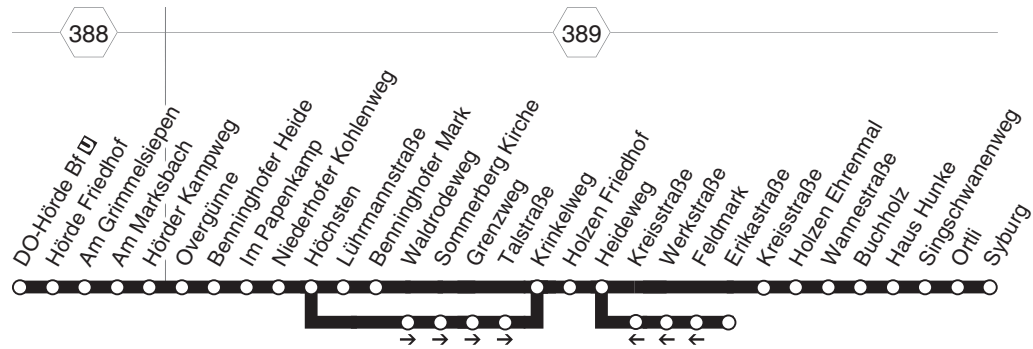 388
389
DO-Hörde Bf U
Hörde Friedhof
Am Grimmelsiepen
Am Marksbach
Hörder Kampweg
Overgünne
Benninghofer Heide
Im Papenkamp
Niederhofer Kohlenweg
Höchsten
Lührmannstraße
Benninghofer Mark
Waldrodeweg
Sommerberg Kirche
Grenzweg
Talstraße
Krinkelweg
Holzen Friedhof
Heideweg
Kreisstraße
Werkstraße
Feldmark
Erikastraße
Kreisstraße
Holzen Ehrenmal
Wannestraße
Buchholz
Haus Hunke
Singschwanenweg
Ortli
Syburg